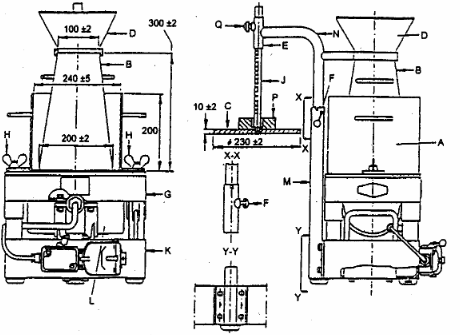 100 ±2
300 ±2
D
B
240 ±5
H
H
200
200 ±2
G
K
L
Q
E
N
J
F
P
C
10 ±2
ø 230 ±2
X-X
F
Y-Y
D
B
X
X
A
M
Y
Y